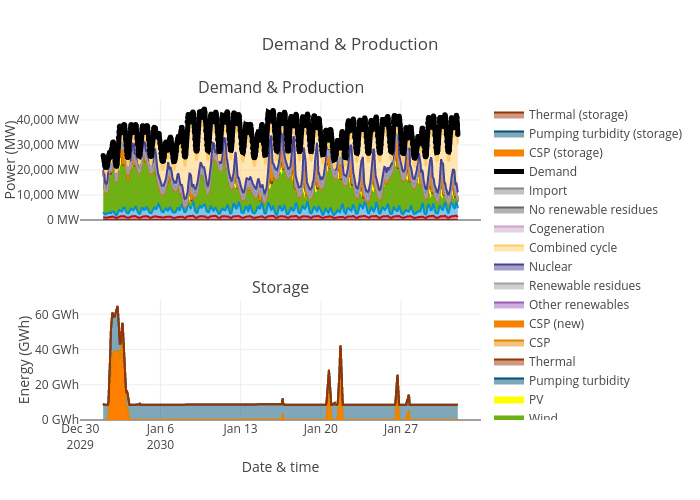 Demand & Production
Demand & Production
Power (MW)
40,000 MW
30,000 MW
20,000 MW
10,000 MW
0 MW
Storage
Energy (GWh)
60 GWh
40 GWh
20 GWh
0 GWh
Dec 30
2029
Jan 6
2030
Jan 13
Jan 20
Jan 27
Date & time
Thermal (storage)
Pumping turbidity (storage)
CSP (storage)
Demand
Import
No renewable residues
Cogeneration
Combined cycle
Nuclear
Renewable residues
Other renewables
CSP (new)
CSP
Thermal
Pumping turbidity
PV
Wind